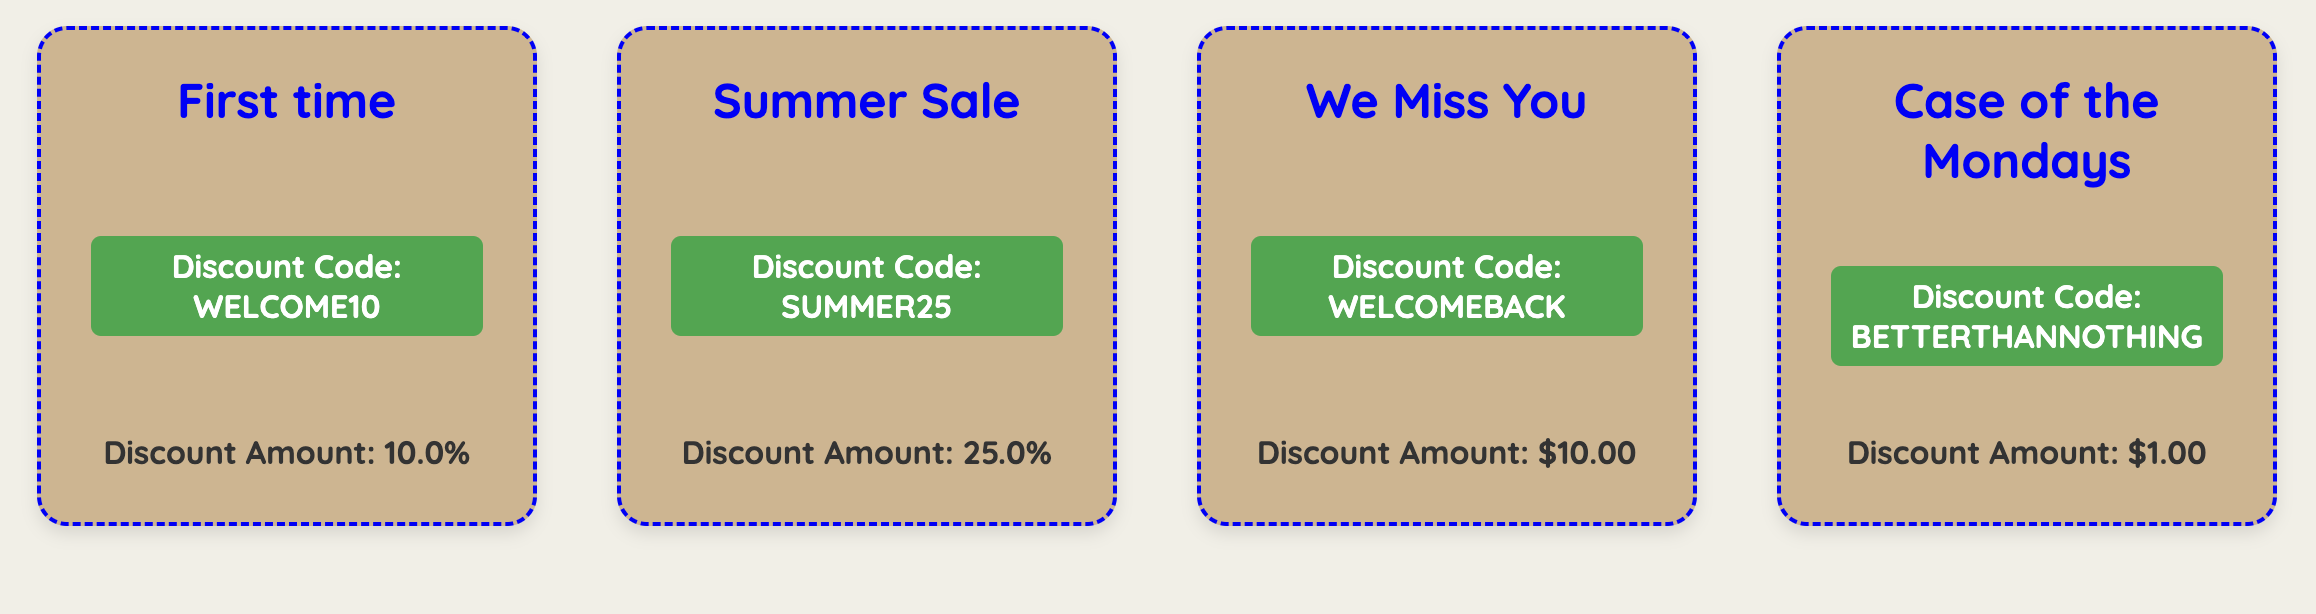 First time
Discount Code:
WELCOME10
Discount Amount: 10.0%
Summer Sale
Discount Code:
SUMMER25
Discount Amount: 25.0%
We Miss You
Discount Code:
WELCOMEBACK
Discount Amount: $10.00
Case of the
Mondays
Discount Code:
BETTERTHANNOTHING
Discount Amount: $1.00